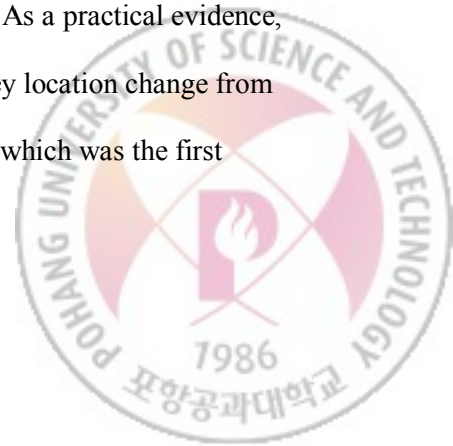 As a practical evidence,
ey location change from
which was the first
POHANG UNIVERSITY OF SCIENCE AND TECHNOLOGY
1986
포항공과대학교